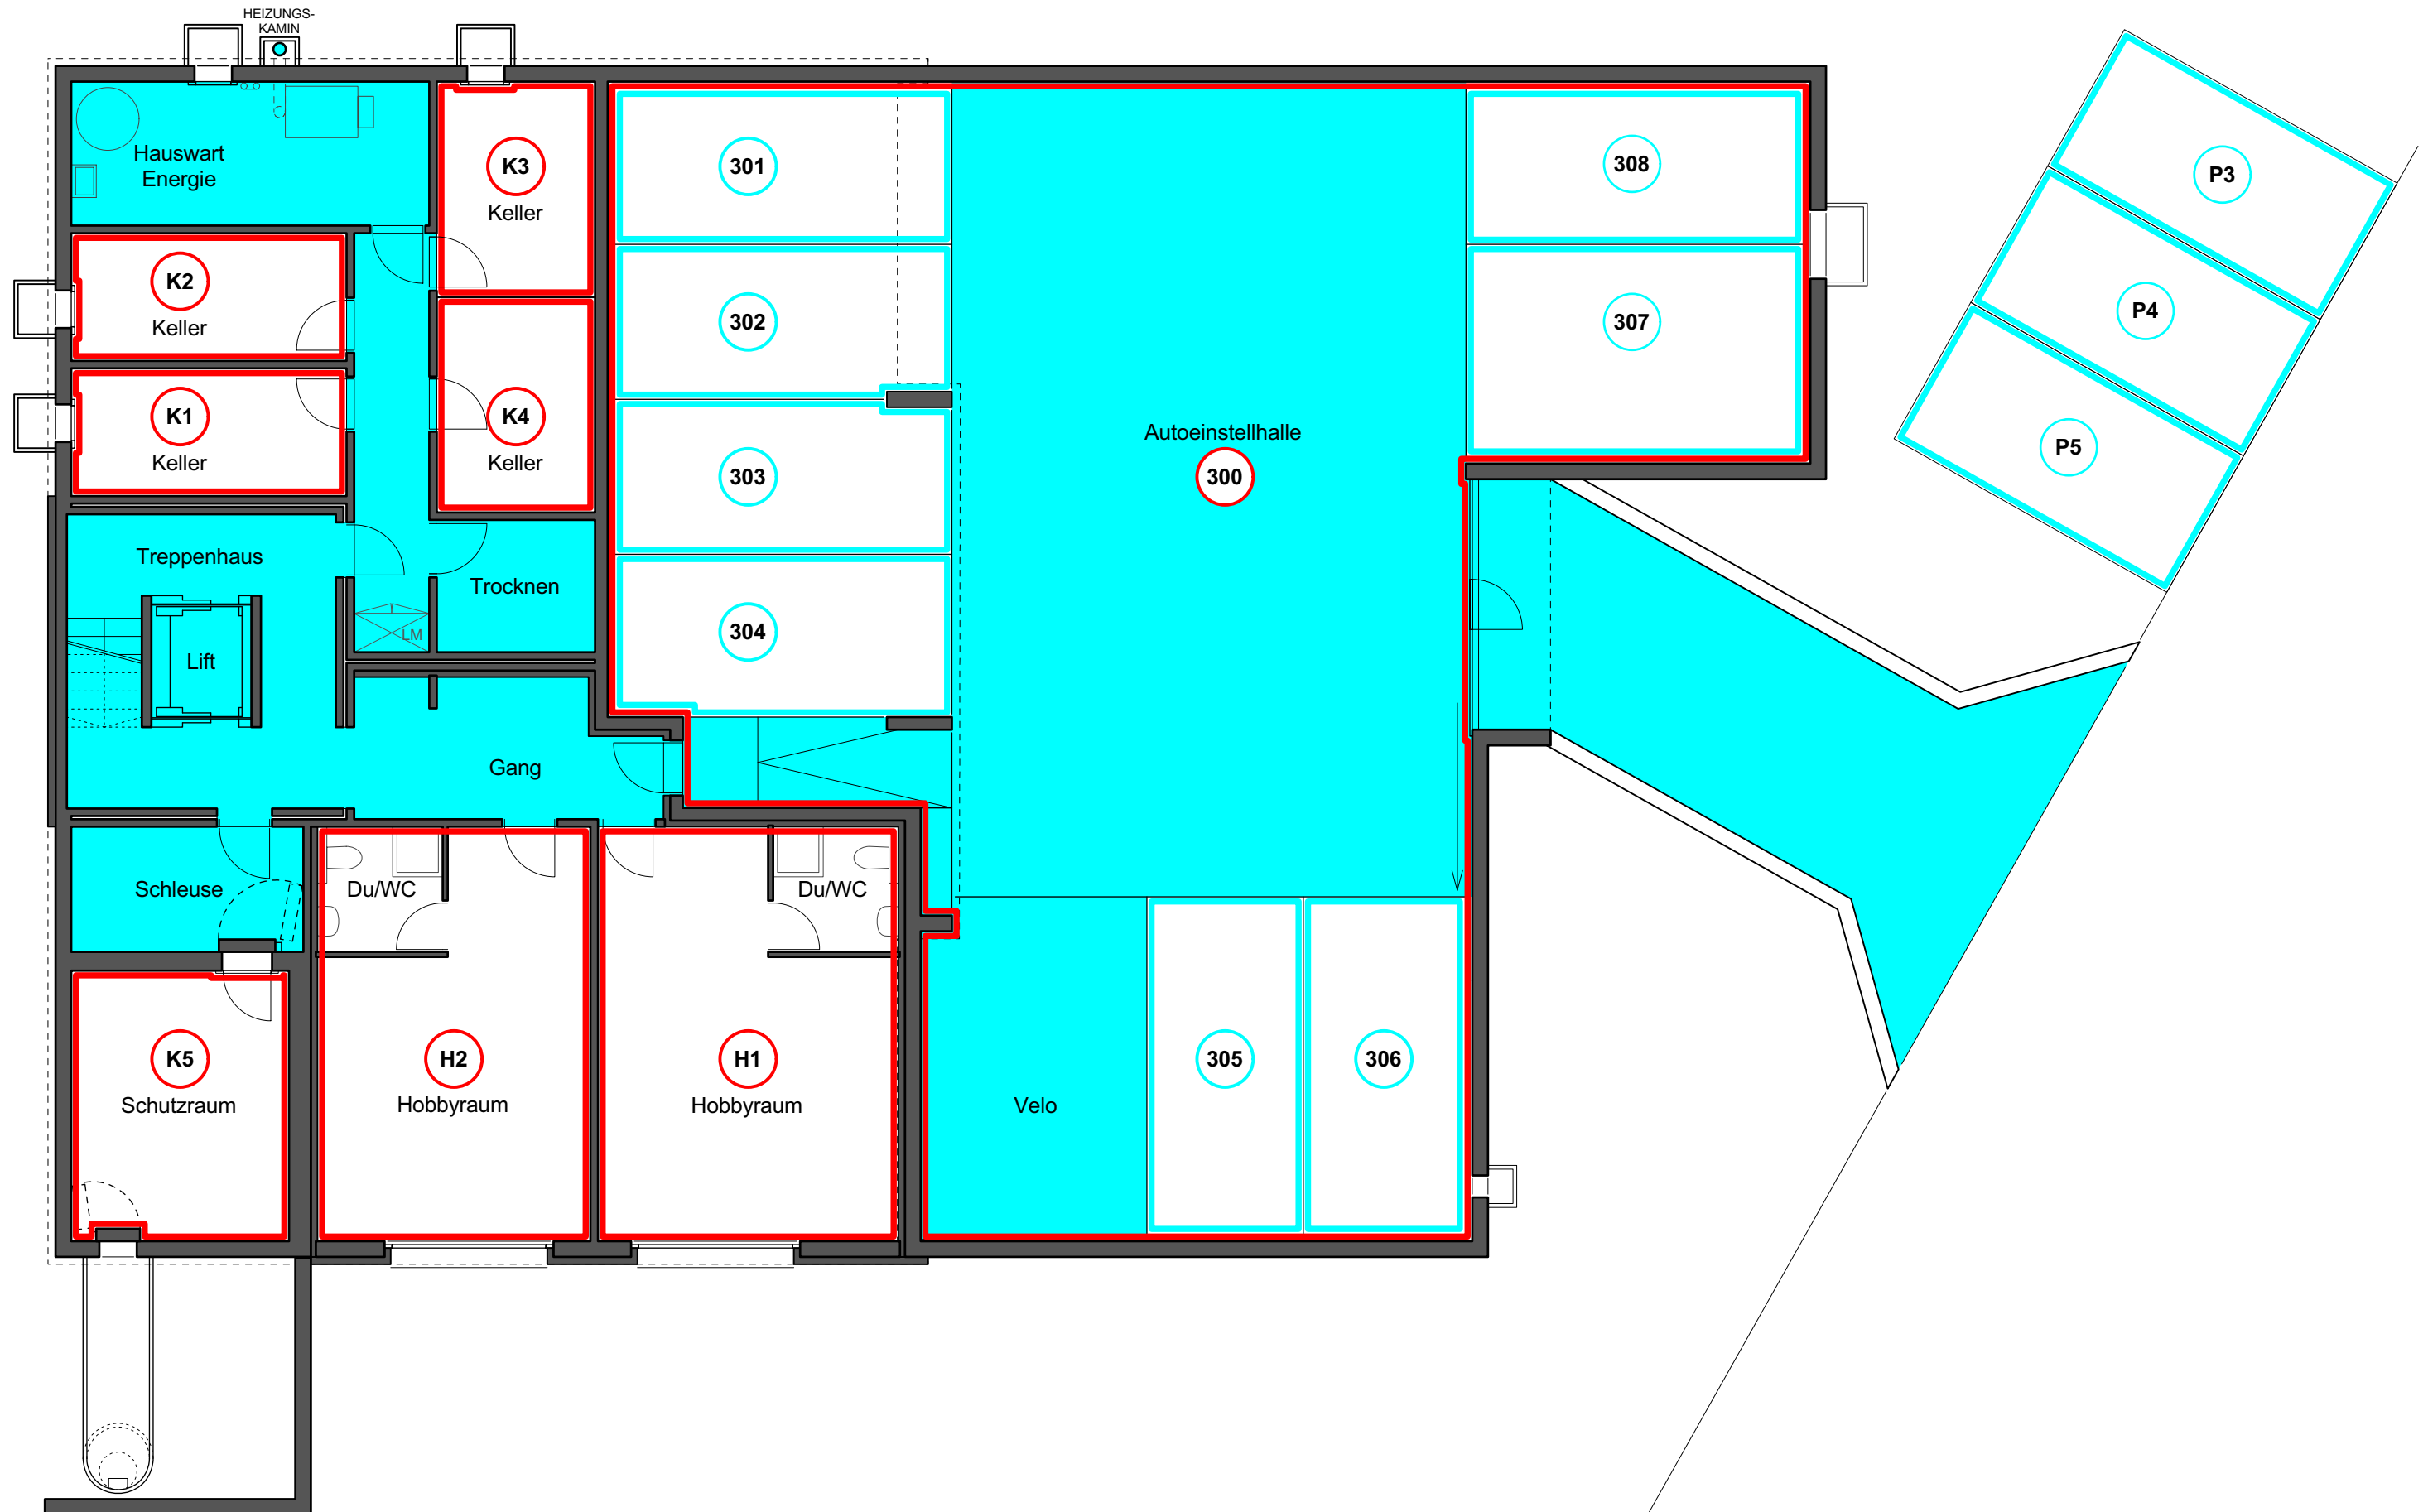 HEIZUNGS-
KAMIN
Hauswart
Energie
K3
Keller
301
308
P3
K2
Keller
302
307
P4
K1
Keller
K4
Keller
303
Autoeinstellhalle
300
P5
Treppenhaus
Trocknen
304
LM
Lift
Gang
Schleuse
Du/WC
Du/WC
K5
Schutzraum
H2
Hobbyraum
H1
Hobbyraum
Velo
305
306